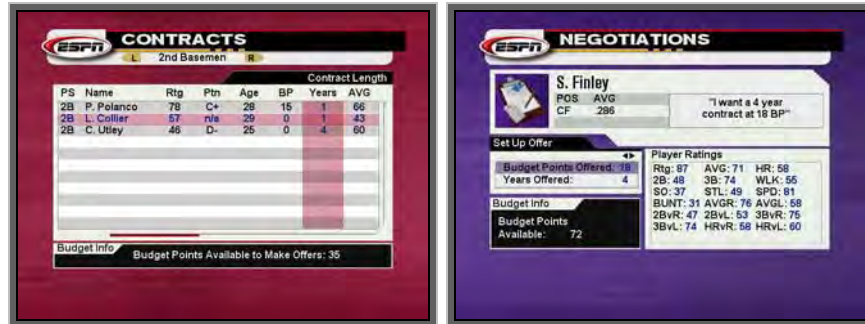 ESPN CONTRACTS
L 2nd Basemen R
Contract Length
PS Name Rtg Ptn Age BP Years AVG
2B P. Polanco 78 C+ 28 15 1 66
2B L. Collier 57 n/a 29 0 1 43
2B C. Utley 46 D- 25 0 4 60
Budget Info
Budget Points Available to Make Offers: 35
ESPN NEGOTIATIONS
S. Finley
POS AVG
CF .286
"I want a 4 year
contract at 18 BP"
Set Up Offer
Budget Points Offered: 18
Years Offered: 4
Budget Info
Budget Points
Available: 72
Player Ratings
Rtg: 87 AVG: 71 HR: 58
2B: 48 3B: 74 WLK: 55
SO: 37 STL: 49 SPD: 81
BUNT: 31 AVGR: 76 AVGL: 58
2BvR: 47 2BvL: 53 3BvR: 75
3BvL: 74 HRvR: 58 HRvL: 60